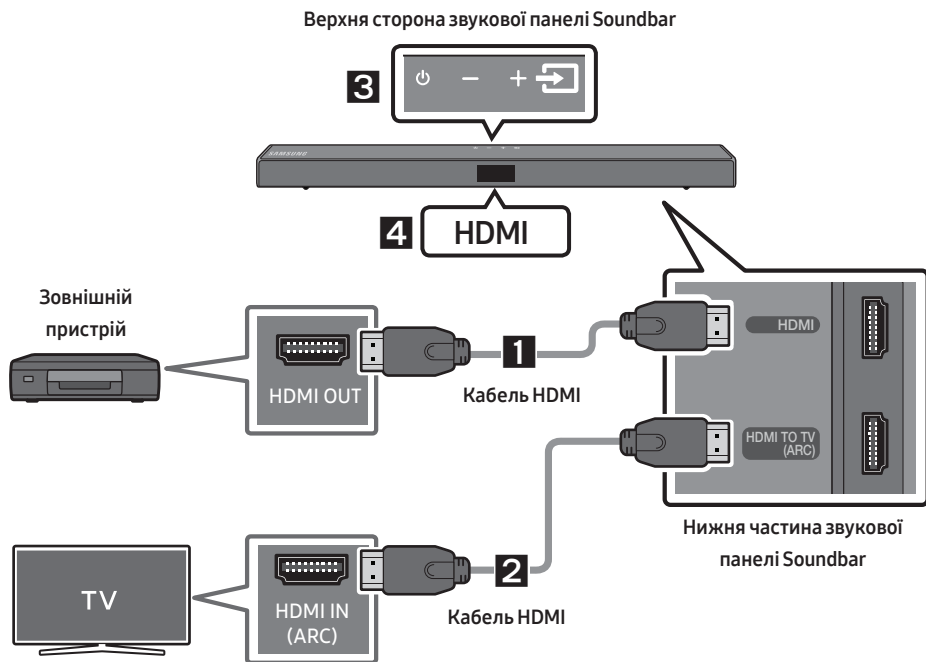 Верхня сторона звукової панелі Soundbar
3
SAMSUNG
4
HDMI
Зовнішній
пристрій
HDMI OUT
1
Кабель HDMI
HDMI
HDMI TO TV
(ARC)
Нижня частина звукової
панелі Soundbar
TV
HDMI IN
(ARC)
2
Кабель HDMI